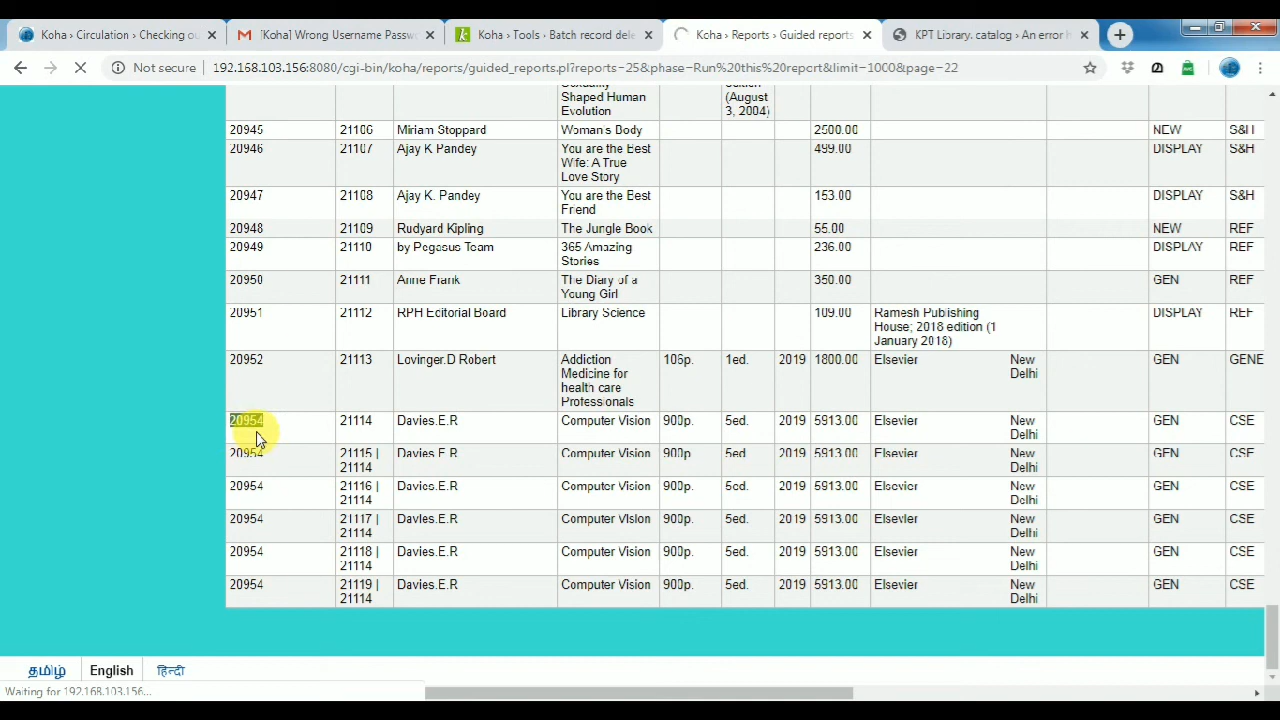 Koha › Circulation › Checking ou
[Koha] Wrong Username Passw
ch record dele
Koha › Reports › Guided reports
KPT Library. catalog › An error h
Not secure
192.168.103.156:8080/cgi-bin/koha/reports/guided_reports.pl?reports=25&phase=Run%20this%20report&limit=1000&page=22
Shaped Human (August
Evolution 3, 2004)
20945 21106 Miriam Stoppard Woman's Body 2500.00 NEW S&H
20946 21107 Ajay K Pandey You are the Best 499.00 DISPLAY S&H
Wife: A True
Love Story
20947 21108 Ajay K. Pandey You are the Best 153.00 DISPLAY S&H
Friend
20948 21109 Rudyard Kipling The Jungle Book 55.00 NEW REF
20949 21110 by Pegasus Team 365 Amazing 236.00 DISPLAY REF
Stories
20950 21111 Anne Frank The Diary of a 350.00 GEN REF
Young Girl
20951 21112 RPH Editorial Board Library Science 109.00 Ramesh Publishing DISPLAY REF
House; 2018 edition (1
January 2018)
20952 21113 Lovinger.D Robert Addiction 106p. 1ed. 2019 1800.00 Elsevier New GEN GENE
Medicine for Delhi
health care
Professionals
20954 21114 Davies.E.R Computer Vision 900p. 5ed. 2019 5913.00 Elsevier New GEN CSE
Delhi
20954 21115 | Davies.E.R Computer Vision 900p. 5ed. 2019 5913.00 Elsevier New GEN CSE
21114 Delhi
20954 21116 | Davies.E.R Computer Vision 900p. 5ed. 2019 5913.00 Elsevier New GEN CSE
21114 Delhi
20954 21117 | Davies.E.R Computer Vision 900p. 5ed. 2019 5913.00 Elsevier New GEN CSE
21114 Delhi
20954 21118 | Davies.E.R Computer Vision 900p. 5ed. 2019 5913.00 Elsevier New GEN CSE
21114 Delhi
20954 21119 | Davies.E.R Computer Vision 900p. 5ed. 2019 5913.00 Elsevier New GEN CSE
21114 Delhi
தமிழ் English हिन्दी
Waiting for 192.168.103.156...